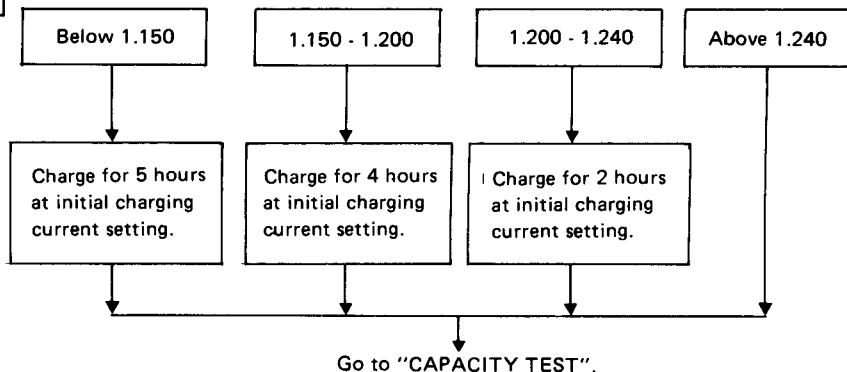 Below 1.150
1.150 - 1.200
1.200 - 1.240
Above 1.240
Charge for 5 hours
at initial charging
current setting.
Charge for 4 hours
at initial charging
current setting.
Charge for 2 hours
at initial charging
current setting.
Go to "CAPACITY TEST".